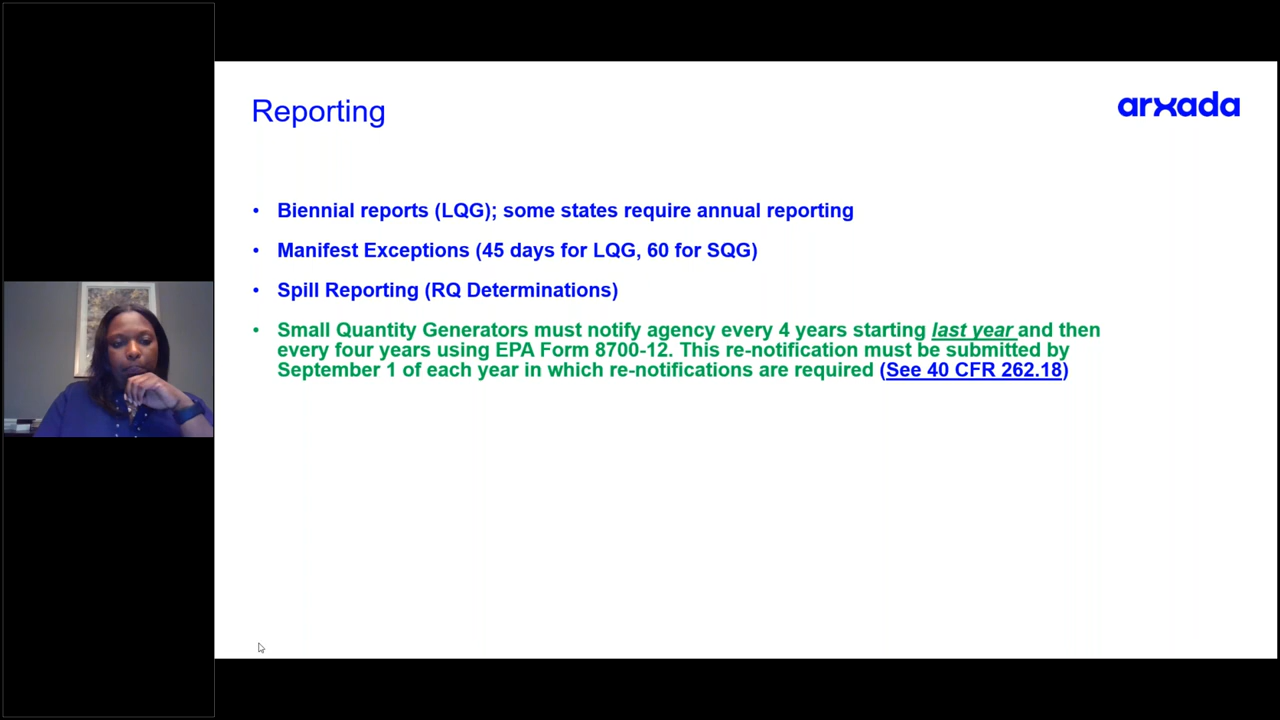 Reporting
arxada
• Biennial reports (LQG); some states require annual reporting
• Manifest Exceptions (45 days for LQG, 60 for SQG)
• Spill Reporting (RQ Determinations)
• Small Quantity Generators must notify agency every 4 years starting last year and then
every four years using EPA Form 8700-12. This re-notification must be submitted by
September 1 of each year in which re-notifications are required (See 40 CFR 262.18)